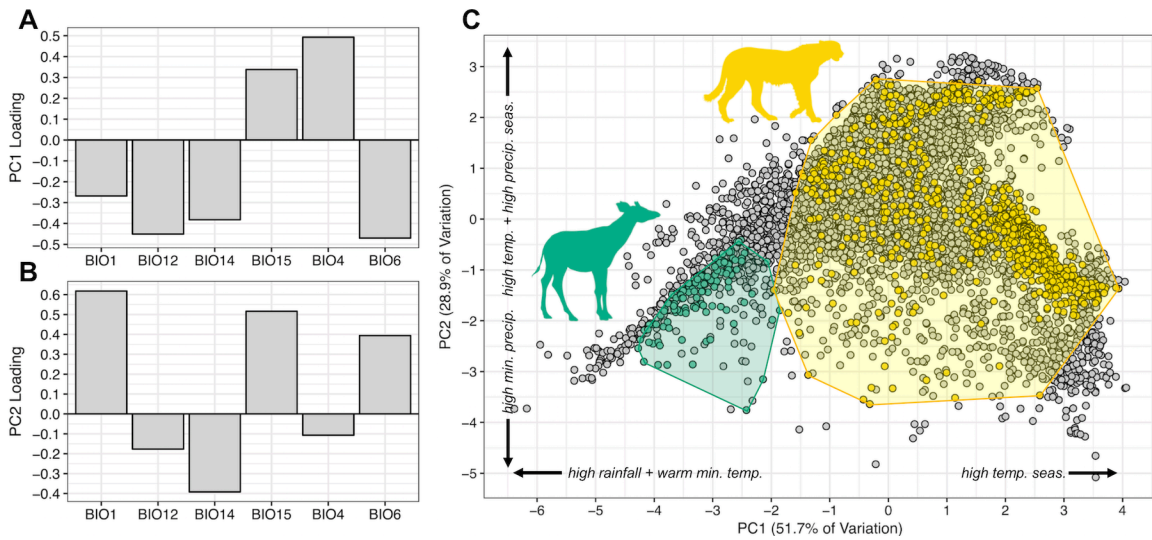 A
PC1 Loading
0.5
0.4
0.3
0.2
0.1
0.0
−0.1
−0.2
−0.3
−0.4
−0.5
BIO1 BIO12 BIO14 BIO15 BIO4 BIO6
B
PC2 Loading
0.6
0.5
0.4
0.3
0.2
0.1
0.0
−0.1
−0.2
−0.3
−0.4
BIO1 BIO12 BIO14 BIO15 BIO4 BIO6
C
PC2 (28.9% of Variation)
high min. precip. high temp. + high precip. seas.
3
2
1
0
−1
−2
−3
−4
−5
high rainfall + warm min. temp. high temp. seas.
−6 −5 −4 −3 −2 −1 0 1 2 3 4
PC1 (51.7% of Variation)